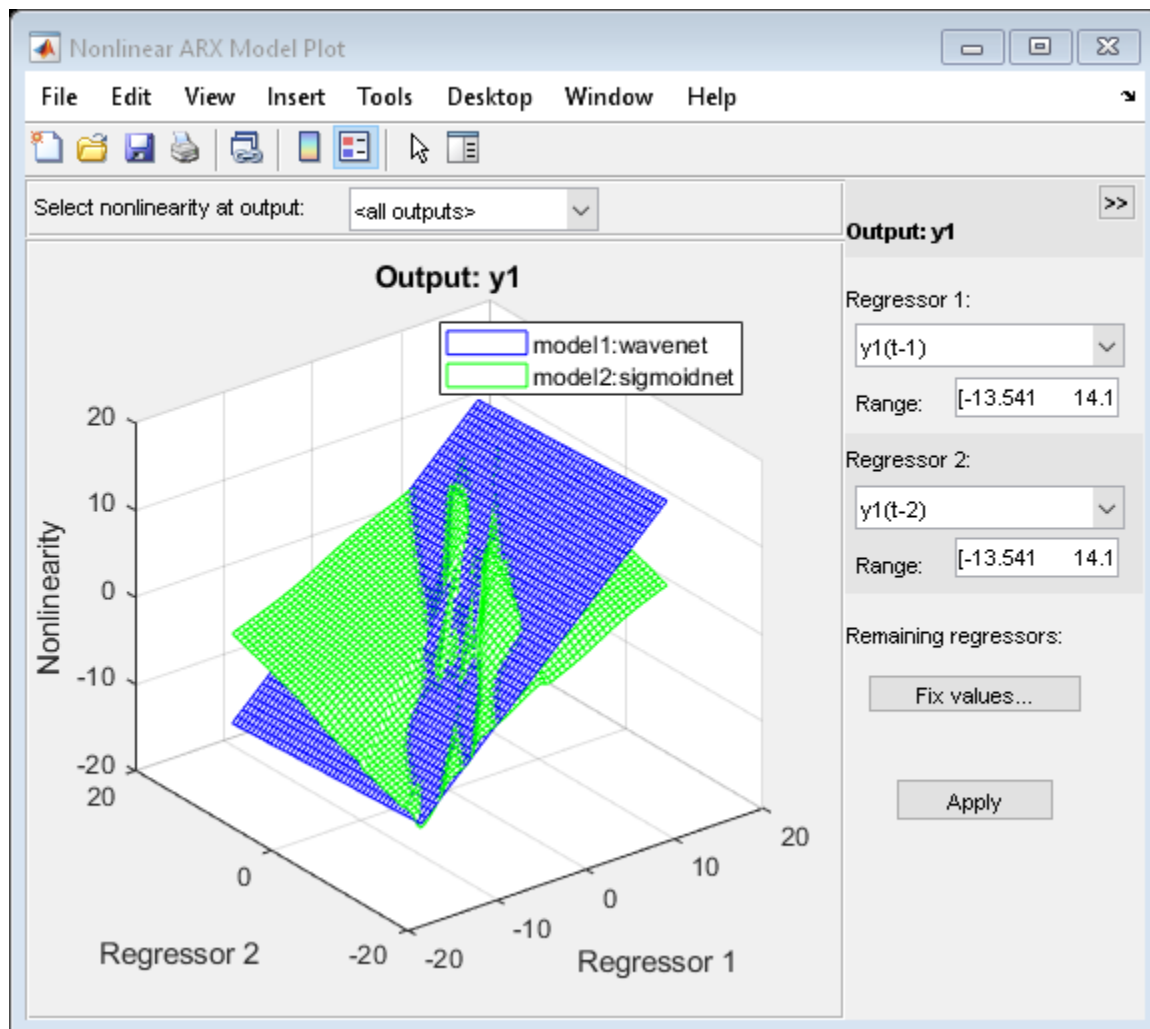 Nonlinear ARX Model Plot
File Edit View Insert Tools Desktop Window Help
Select nonlinearity at output:
<all outputs>
>>
Output: y1
Output: y1
model1:wavenet
model2:sigmoidnet
Nonlinearity
20
10
0
-10
-20
20
0
-20
Regressor 2
-20
-10
0
10
20
Regressor 1
Regressor 1:
y1(t-1)
Range: [-13.541 14.1
Regressor 2:
y1(t-2)
Range: [-13.541 14.1
Remaining regressors:
Fix values...
Apply